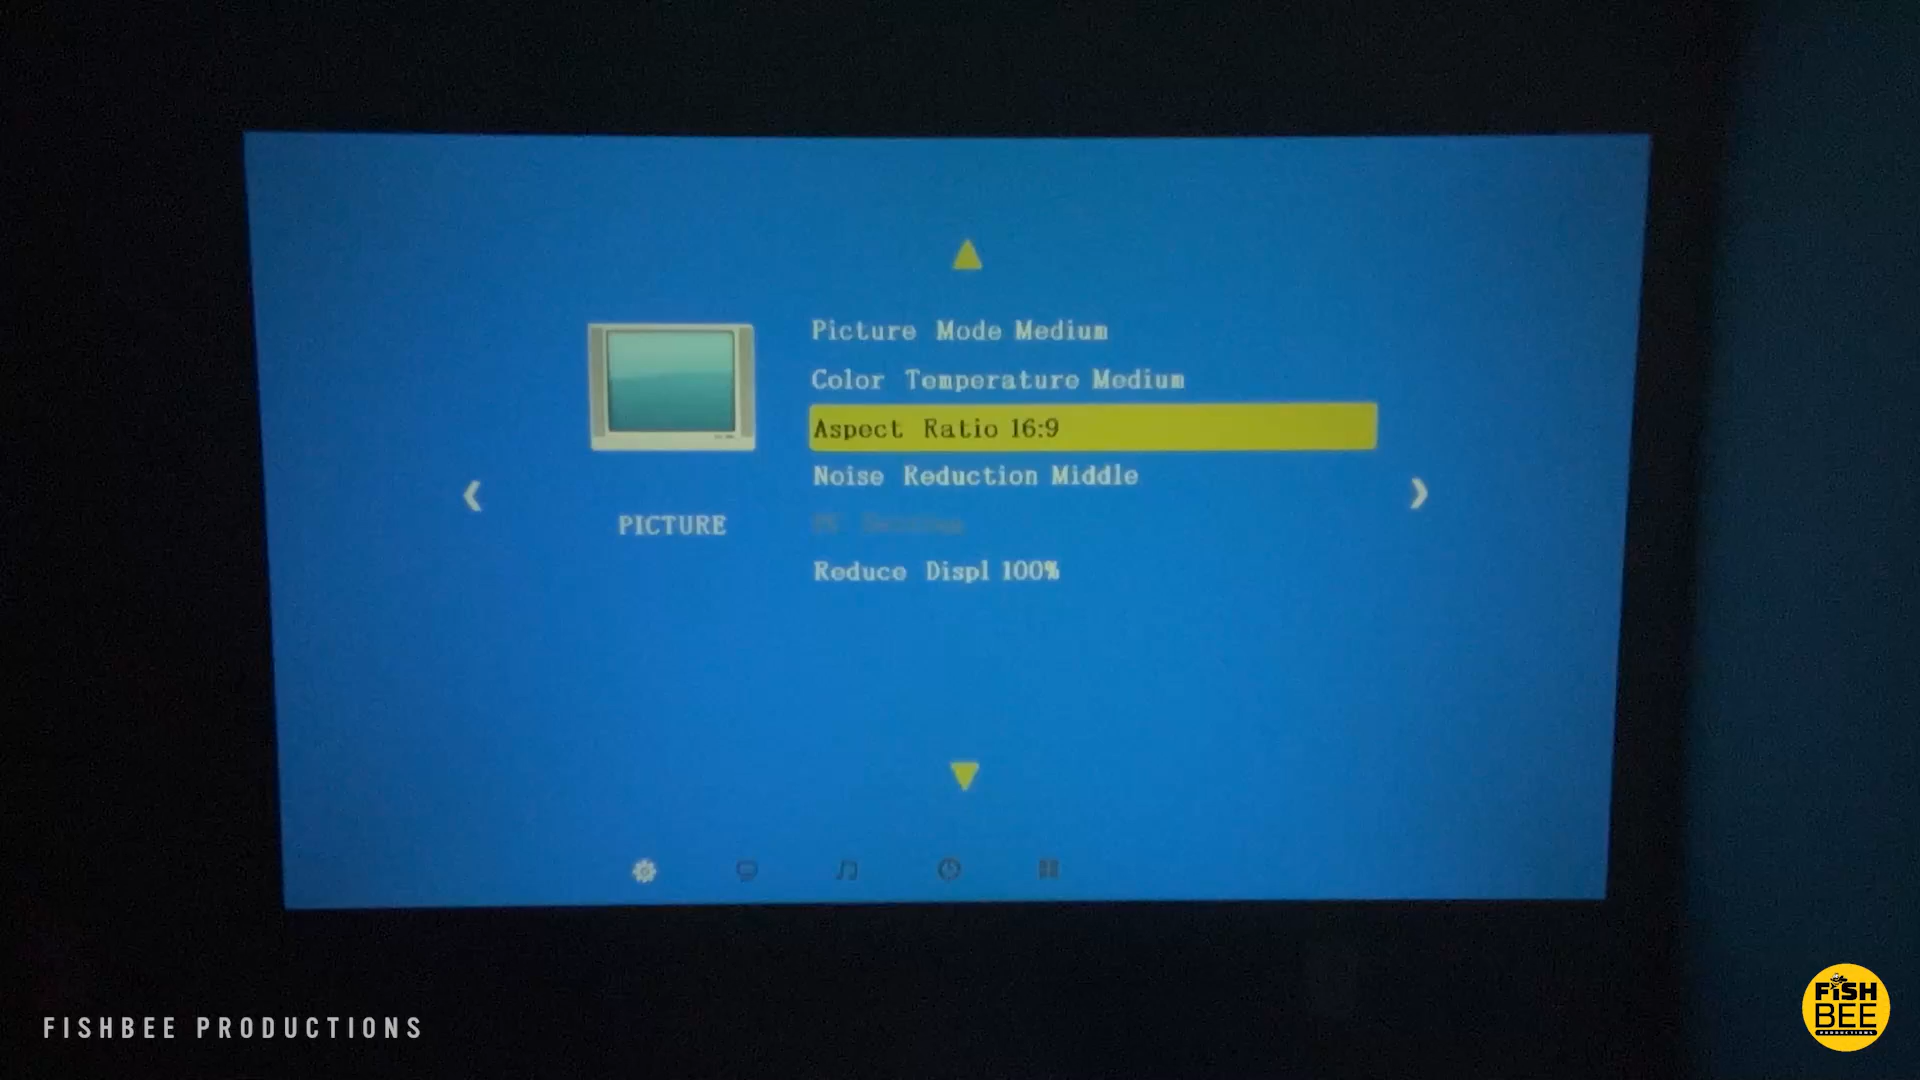 Picture Mode Medium
Color Temperature Medium
Aspect Ratio 16:9
Noise Reduction Middle
PICTURE
Reduce Displ 100%
FISHBEE PRODUCTIONS
FISH
BEE
PRODUCTIONS